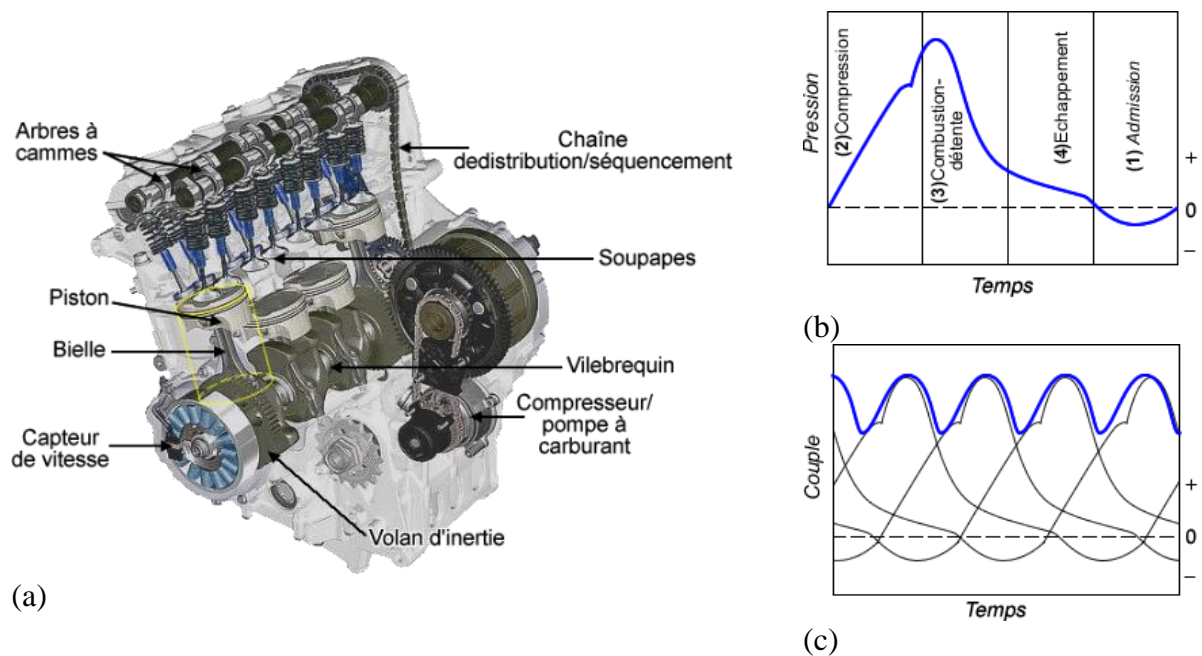 Arbres à
cammes
Chaîne
dedistribution/séquencement
Soupapes
Piston
Bielle
Vilebrequin
Compresseur/
pompe à
carburant
Capteur
de vitesse
Volan d'inertie
(a)
Pression
(2)Compression
(3)Combustion-
détente
(4)Echappement
(1) Admission
+
0
–
Temps
(b)
Couple
+
0
–
Temps
(c)